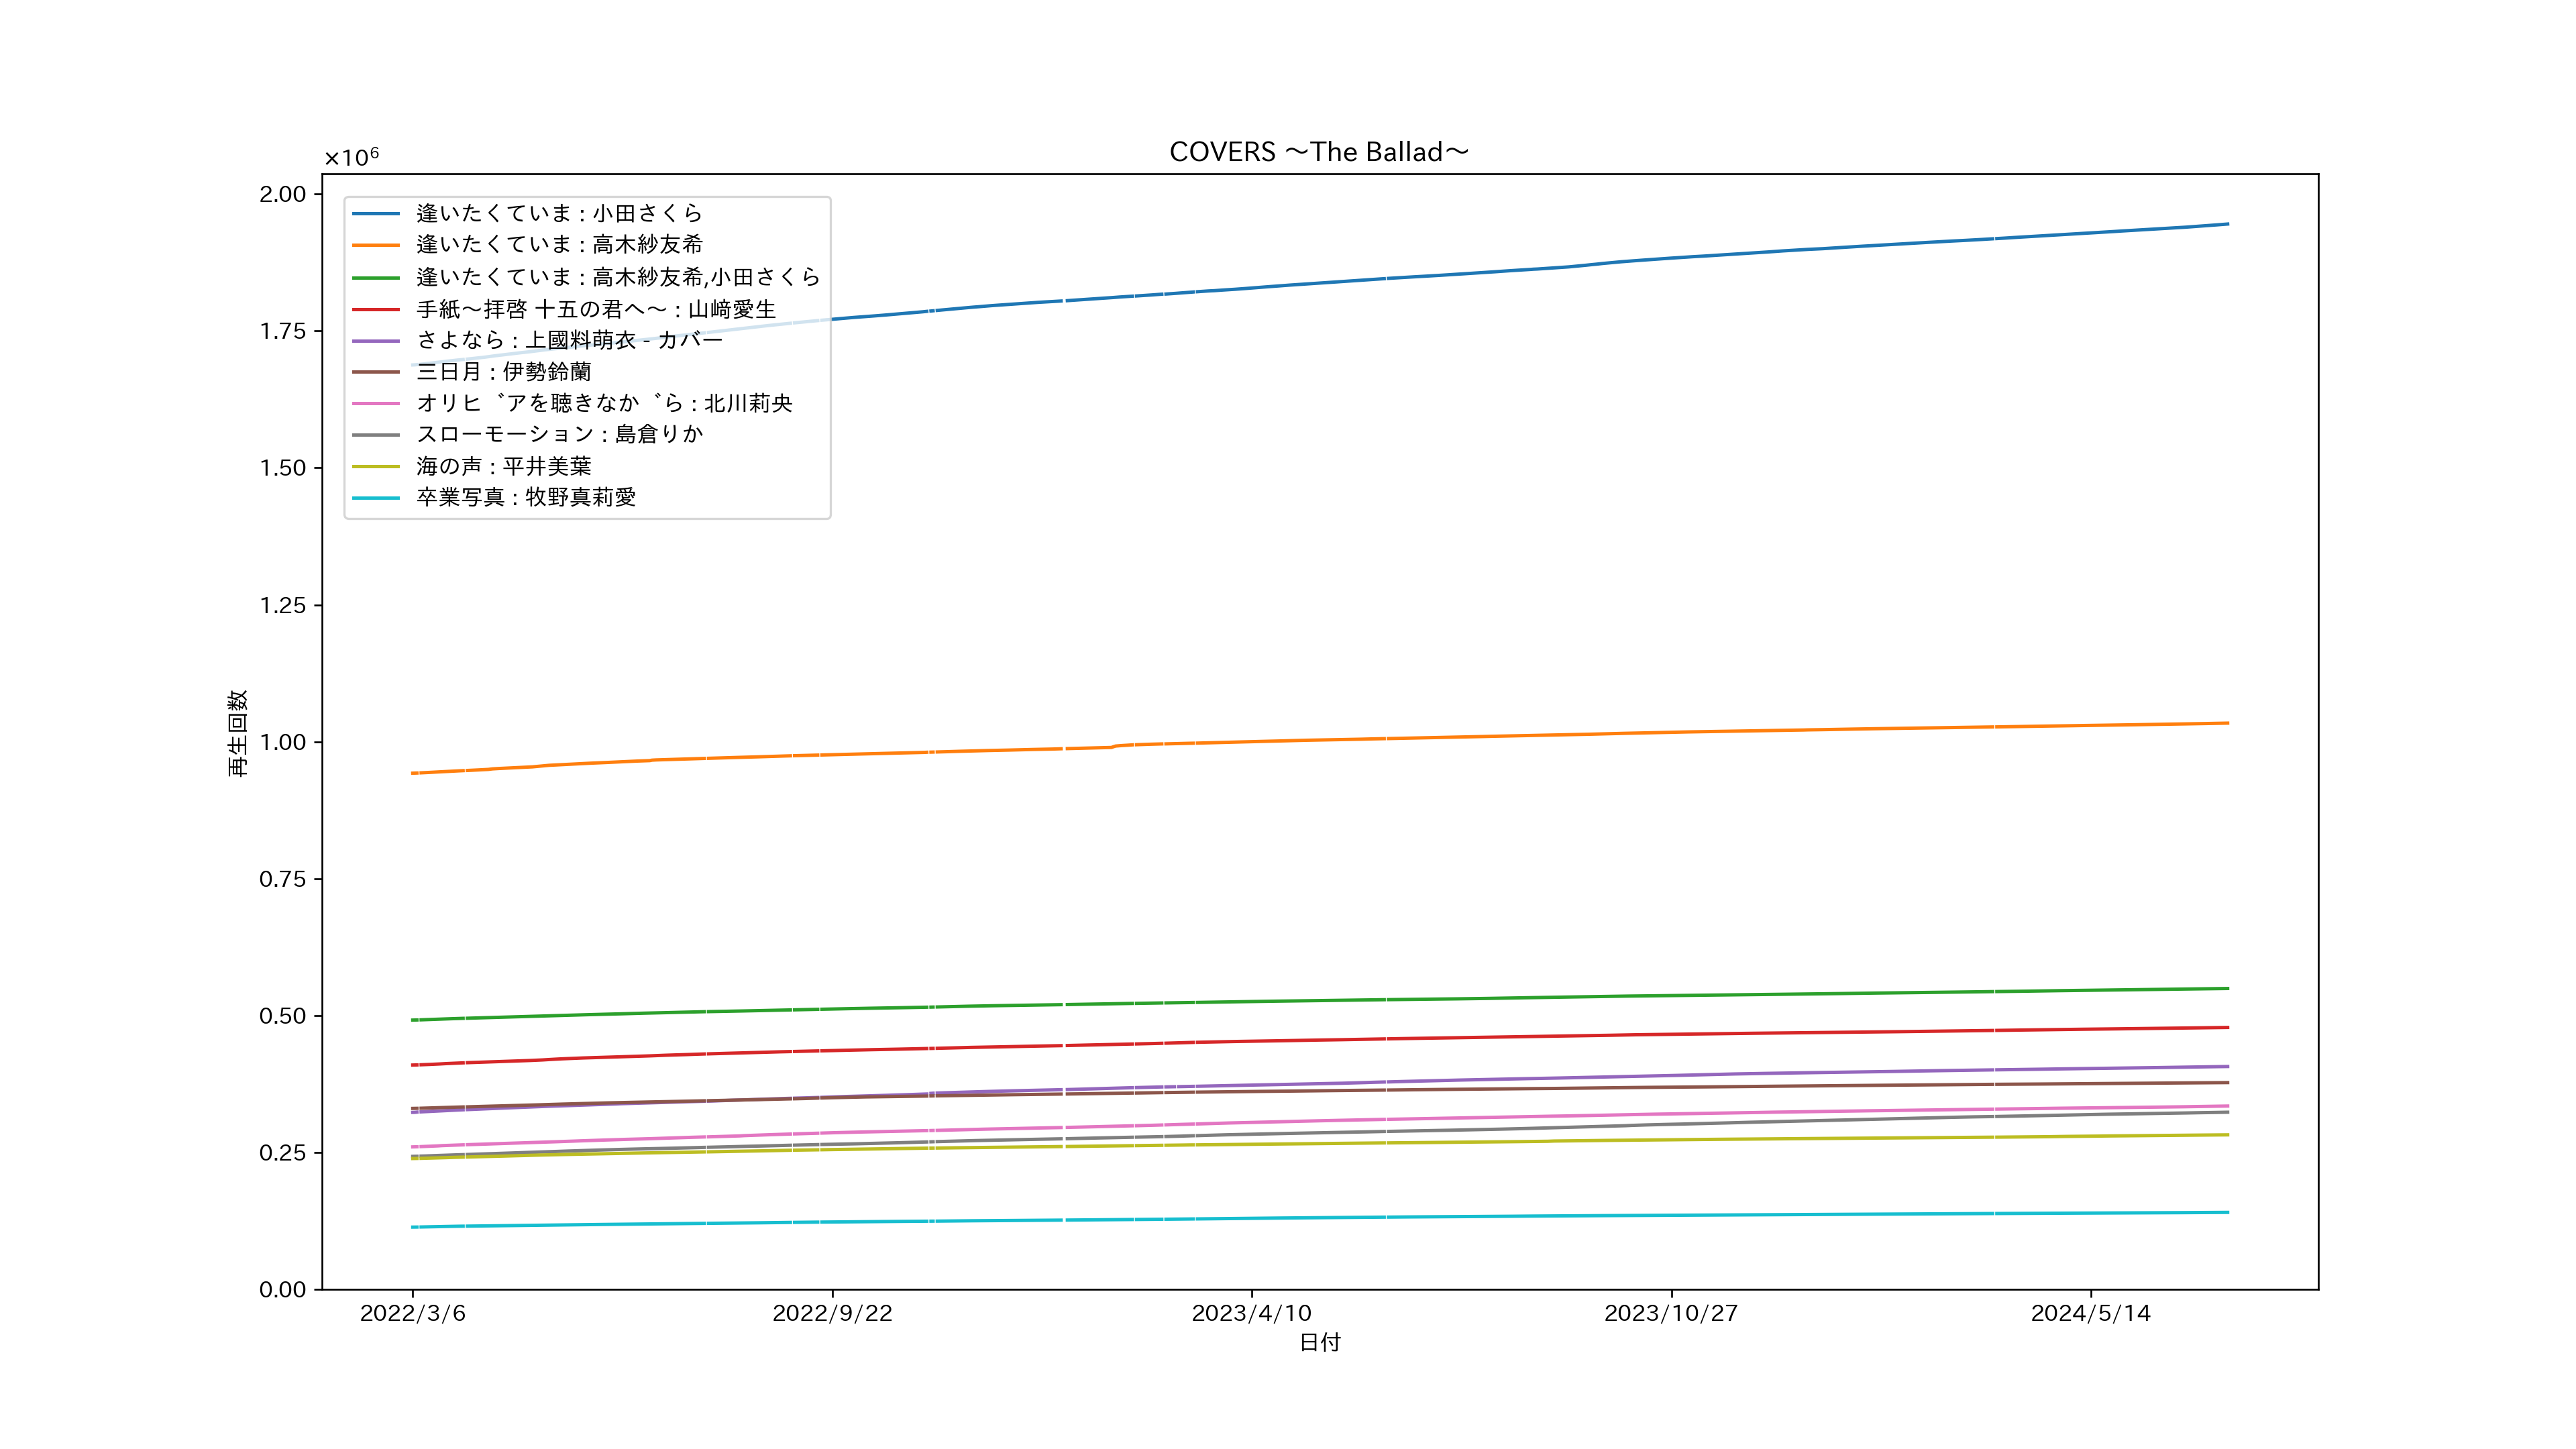 COVERS ～The Ballad～
×10⁶
2.00
1.75
1.50
1.25
1.00
0.75
0.50
0.25
0.00
再生回数
逢いたくていま : 小田さくら
逢いたくていま : 高木紗友希
逢いたくていま : 高木紗友希,小田さくら
手紙～拝啓 十五の君へ～ : 山﨑愛生
さよなら : 上國料萌衣 - カバー
三日月 : 伊勢鈴蘭
オリヒ゛アを聴きなか゛ら : 北川莉央
スローモーション : 島倉りか
海の声 : 平井美葉
卒業写真 : 牧野真莉愛
2022/3/6
2022/9/22
2023/4/10
2023/10/27
2024/5/14
日付